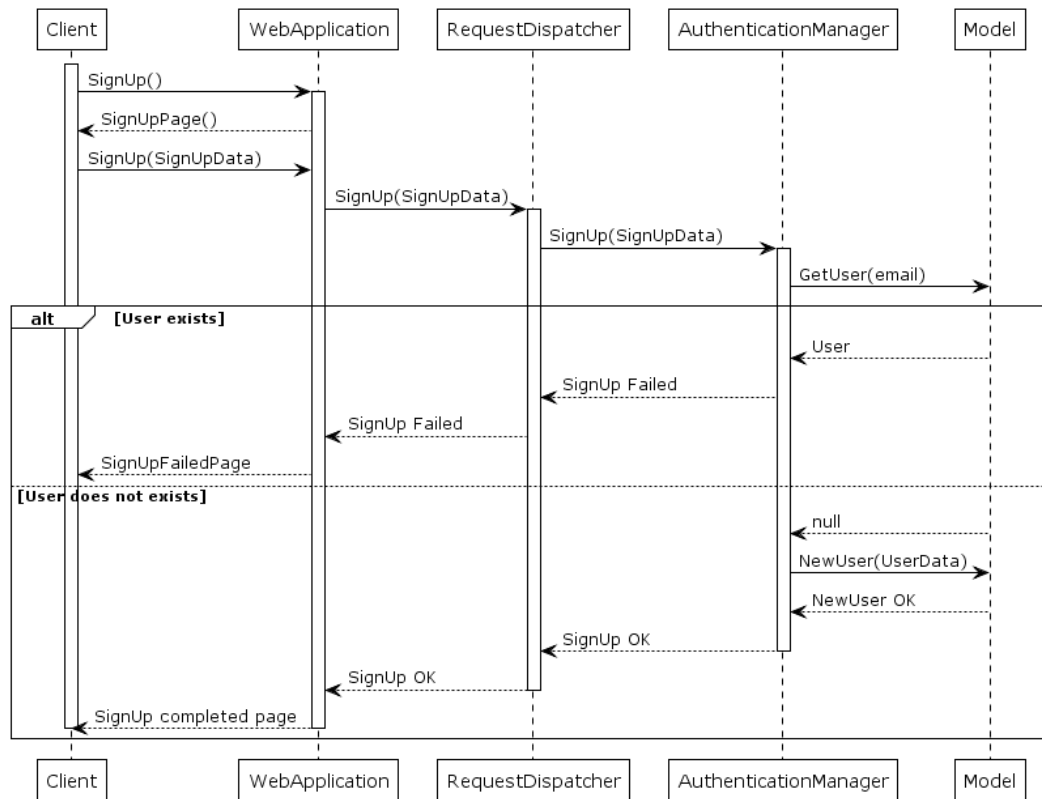 Client WebApplication RequestDispatcher AuthenticationManager Model
SignUp()
SignUpPage()
SignUp(SignUpData)
SignUp(SignUpData)
SignUp(SignUpData)
GetUser(email)
alt [User exists]
User
SignUp Failed
SignUp Failed
SignUpFailedPage
[User does not exists]
null
NewUser(UserData)
NewUser OK
SignUp OK
SignUp OK
SignUp completed page
Client WebApplication RequestDispatcher AuthenticationManager Model